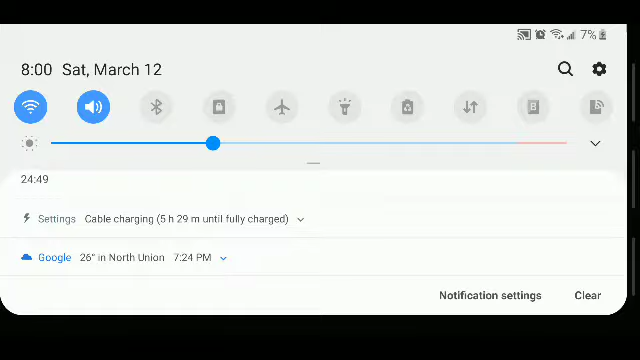 7%
8:00 Sat, March 12
B
24:49
Settings Cable charging (5 h 29 m until fully charged)
Google 26° in North Union 7:24 PM
Notification settings Clear